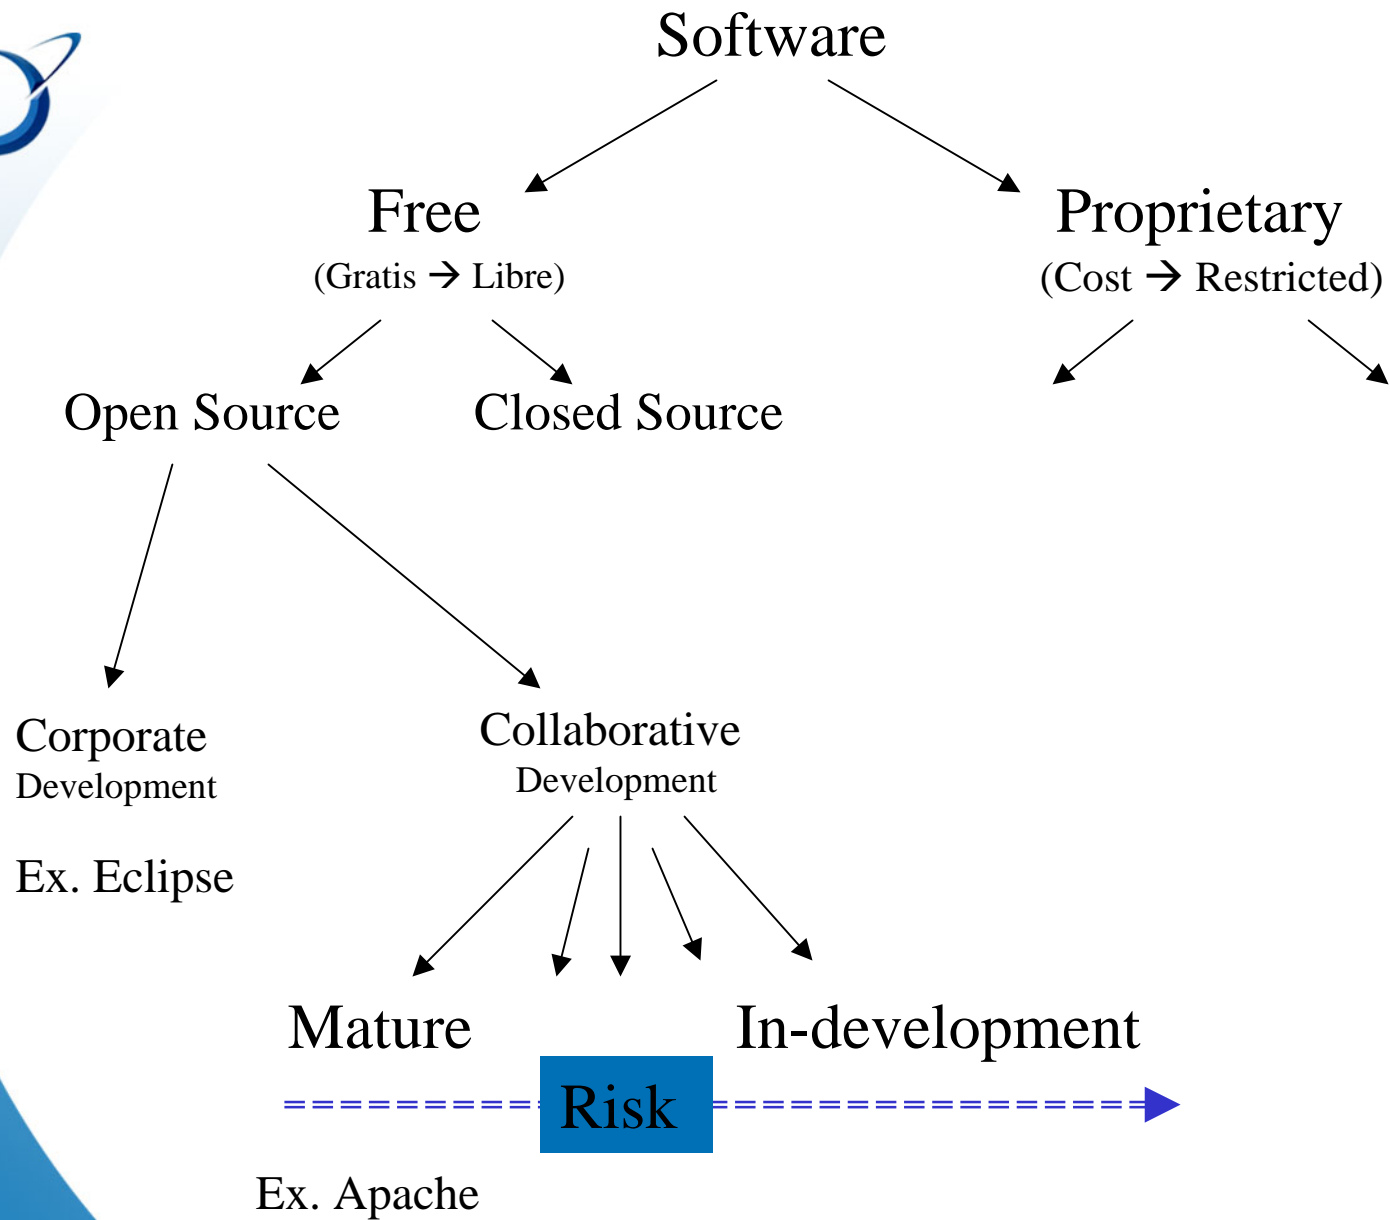 Software
Free
Proprietary
(Gratis → Libre)
(Cost → Restricted)
Open Source
Closed Source
Corporate
Development
Collaborative
Development
Ex. Eclipse
Mature
In-development
Risk
Ex. Apache